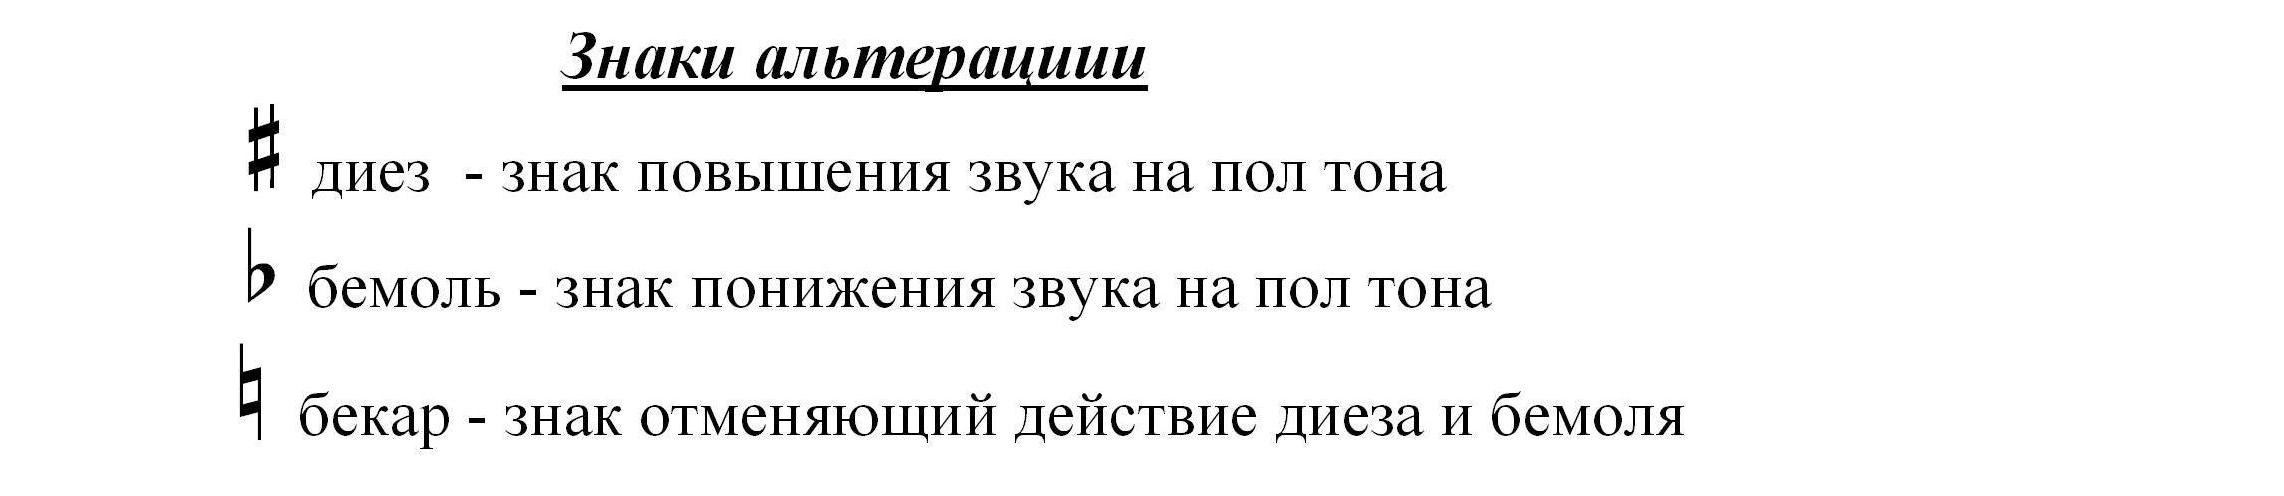 Знаки альтерациии
♯ диез - знак повышения звука на пол тона
♭ бемоль - знак понижения звука на пол тона
♮ бекар - знак отменяющий действие диеза и бемоля